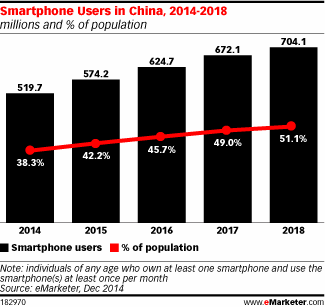 Smartphone Users in China, 2014-2018
millions and % of population
519.7
574.2
624.7
672.1
704.1
38.3%
42.2%
45.7%
49.0%
51.1%
2014
2015
2016
2017
2018
Smartphone users
% of population
Note: individuals of any age who own at least one smartphone and use the
smartphone(s) at least once per month
Source: eMarketer, Dec 2014
182970
www.eMarketer.com